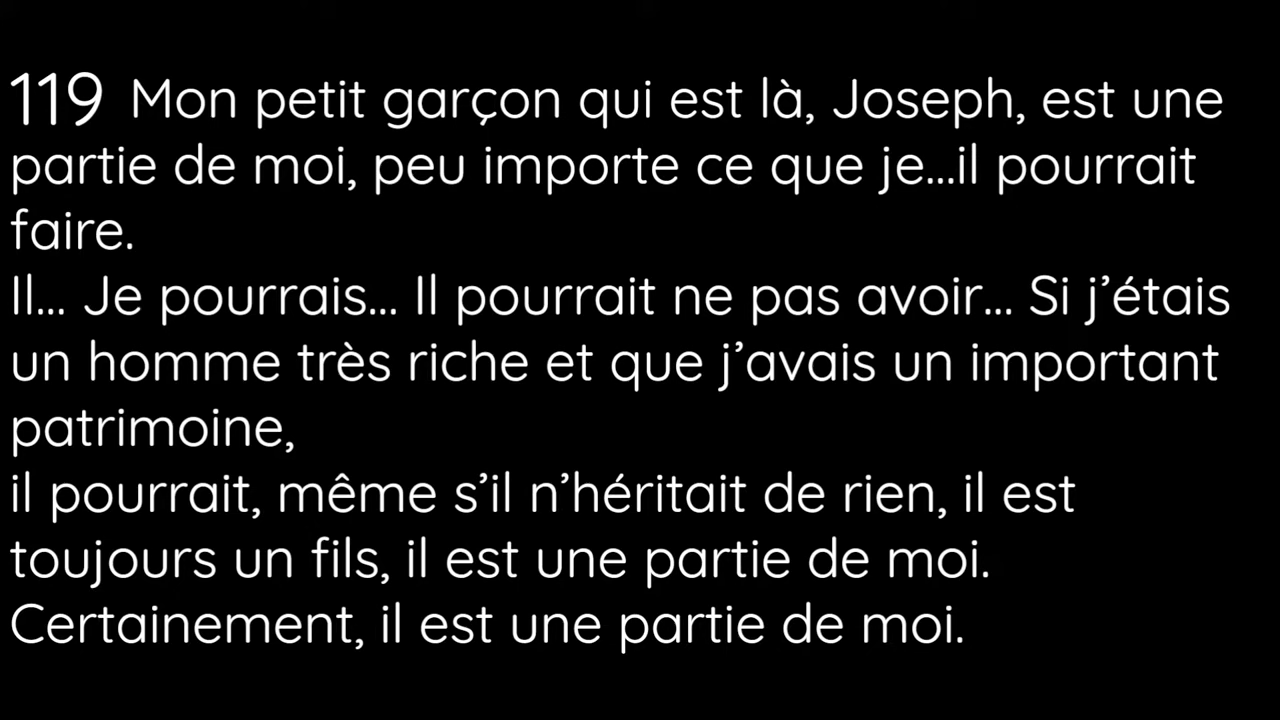 119 Mon petit garçon qui est là, Joseph, est une
partie de moi, peu importe ce que je...il pourrait
faire.
Il... Je pourrais... Il pourrait ne pas avoir... Si j’étais
un homme très riche et que j’avais un important
patrimoine,
il pourrait, même s’il n’héritait de rien, il est
toujours un fils, il est une partie de moi.
Certainement, il est une partie de moi.